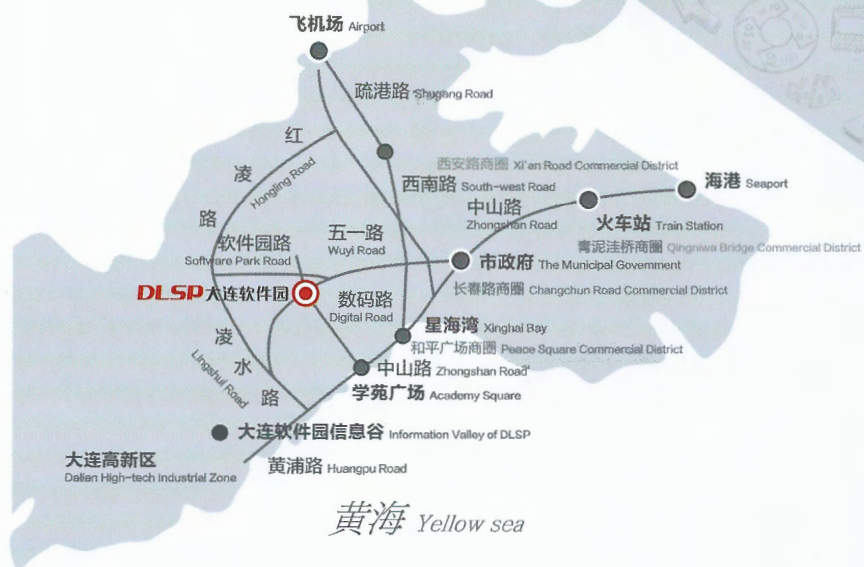 飞机场 Airport
疏港路 Shugang Road
红凌路 Hongling Road
西安路商圈 Xi'an Road Commercial District
西南路 South-west Road
海港 Seaport
中山路 Zhongshan Road
火车站 Train Station
青泥洼桥商圈 Qingniwa Bridge Commercial District
五一路
Wuyi Road
软件园路
Software Park Road
市政府 The Municipal Government
DLSP 大连软件园
数码路
Digital Road
长春路商圈 Changchun Road Commercial District
星海湾 Xinghai Bay
和平广场商圈 Peace Square Commercial District
凌水路 Lingshui Road
中山路 Zhongshan Road
学苑广场 Academy Square
大连软件园信息谷 Information Valley of DLSP
大连高新区
Dalian High-tech Industrial Zone
黄浦路 Huangpu Road
黄海 Yellow sea